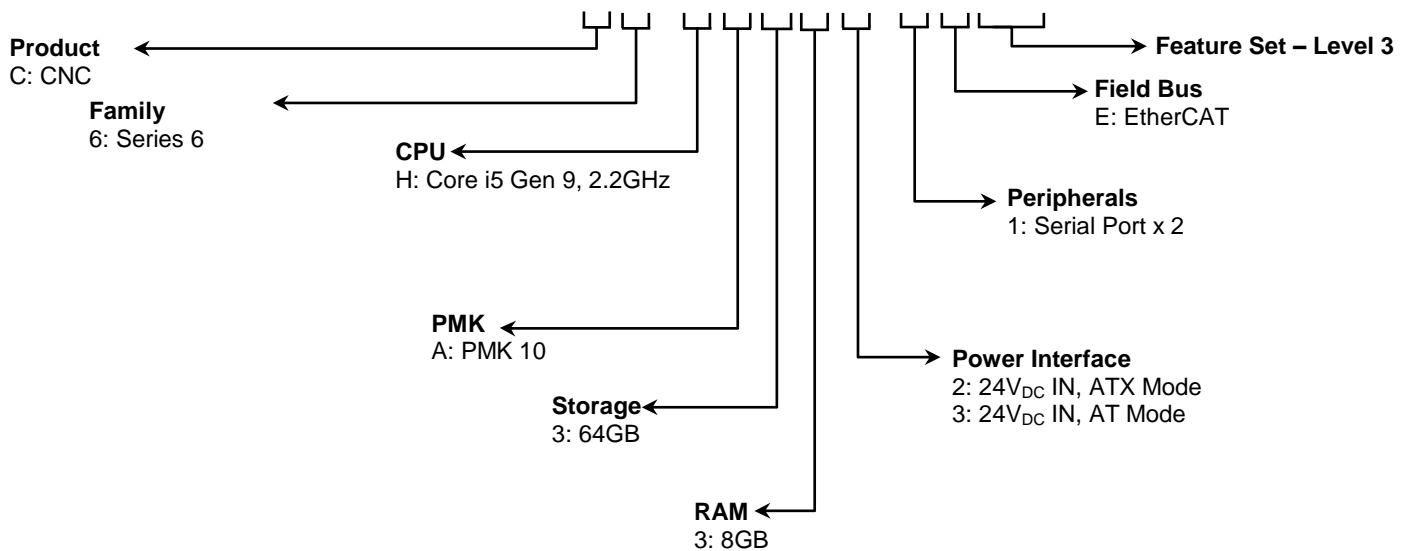 Product
C: CNC
Feature Set – Level 3
Family
6: Series 6
Field Bus
E: EtherCAT
CPU
H: Core i5 Gen 9, 2.2GHz
Peripherals
1: Serial Port x 2
PMK
A: PMK 10
Power Interface
2: 24VDC IN, ATX Mode
3: 24VDC IN, AT Mode
Storage
3: 64GB
RAM
3: 8GB